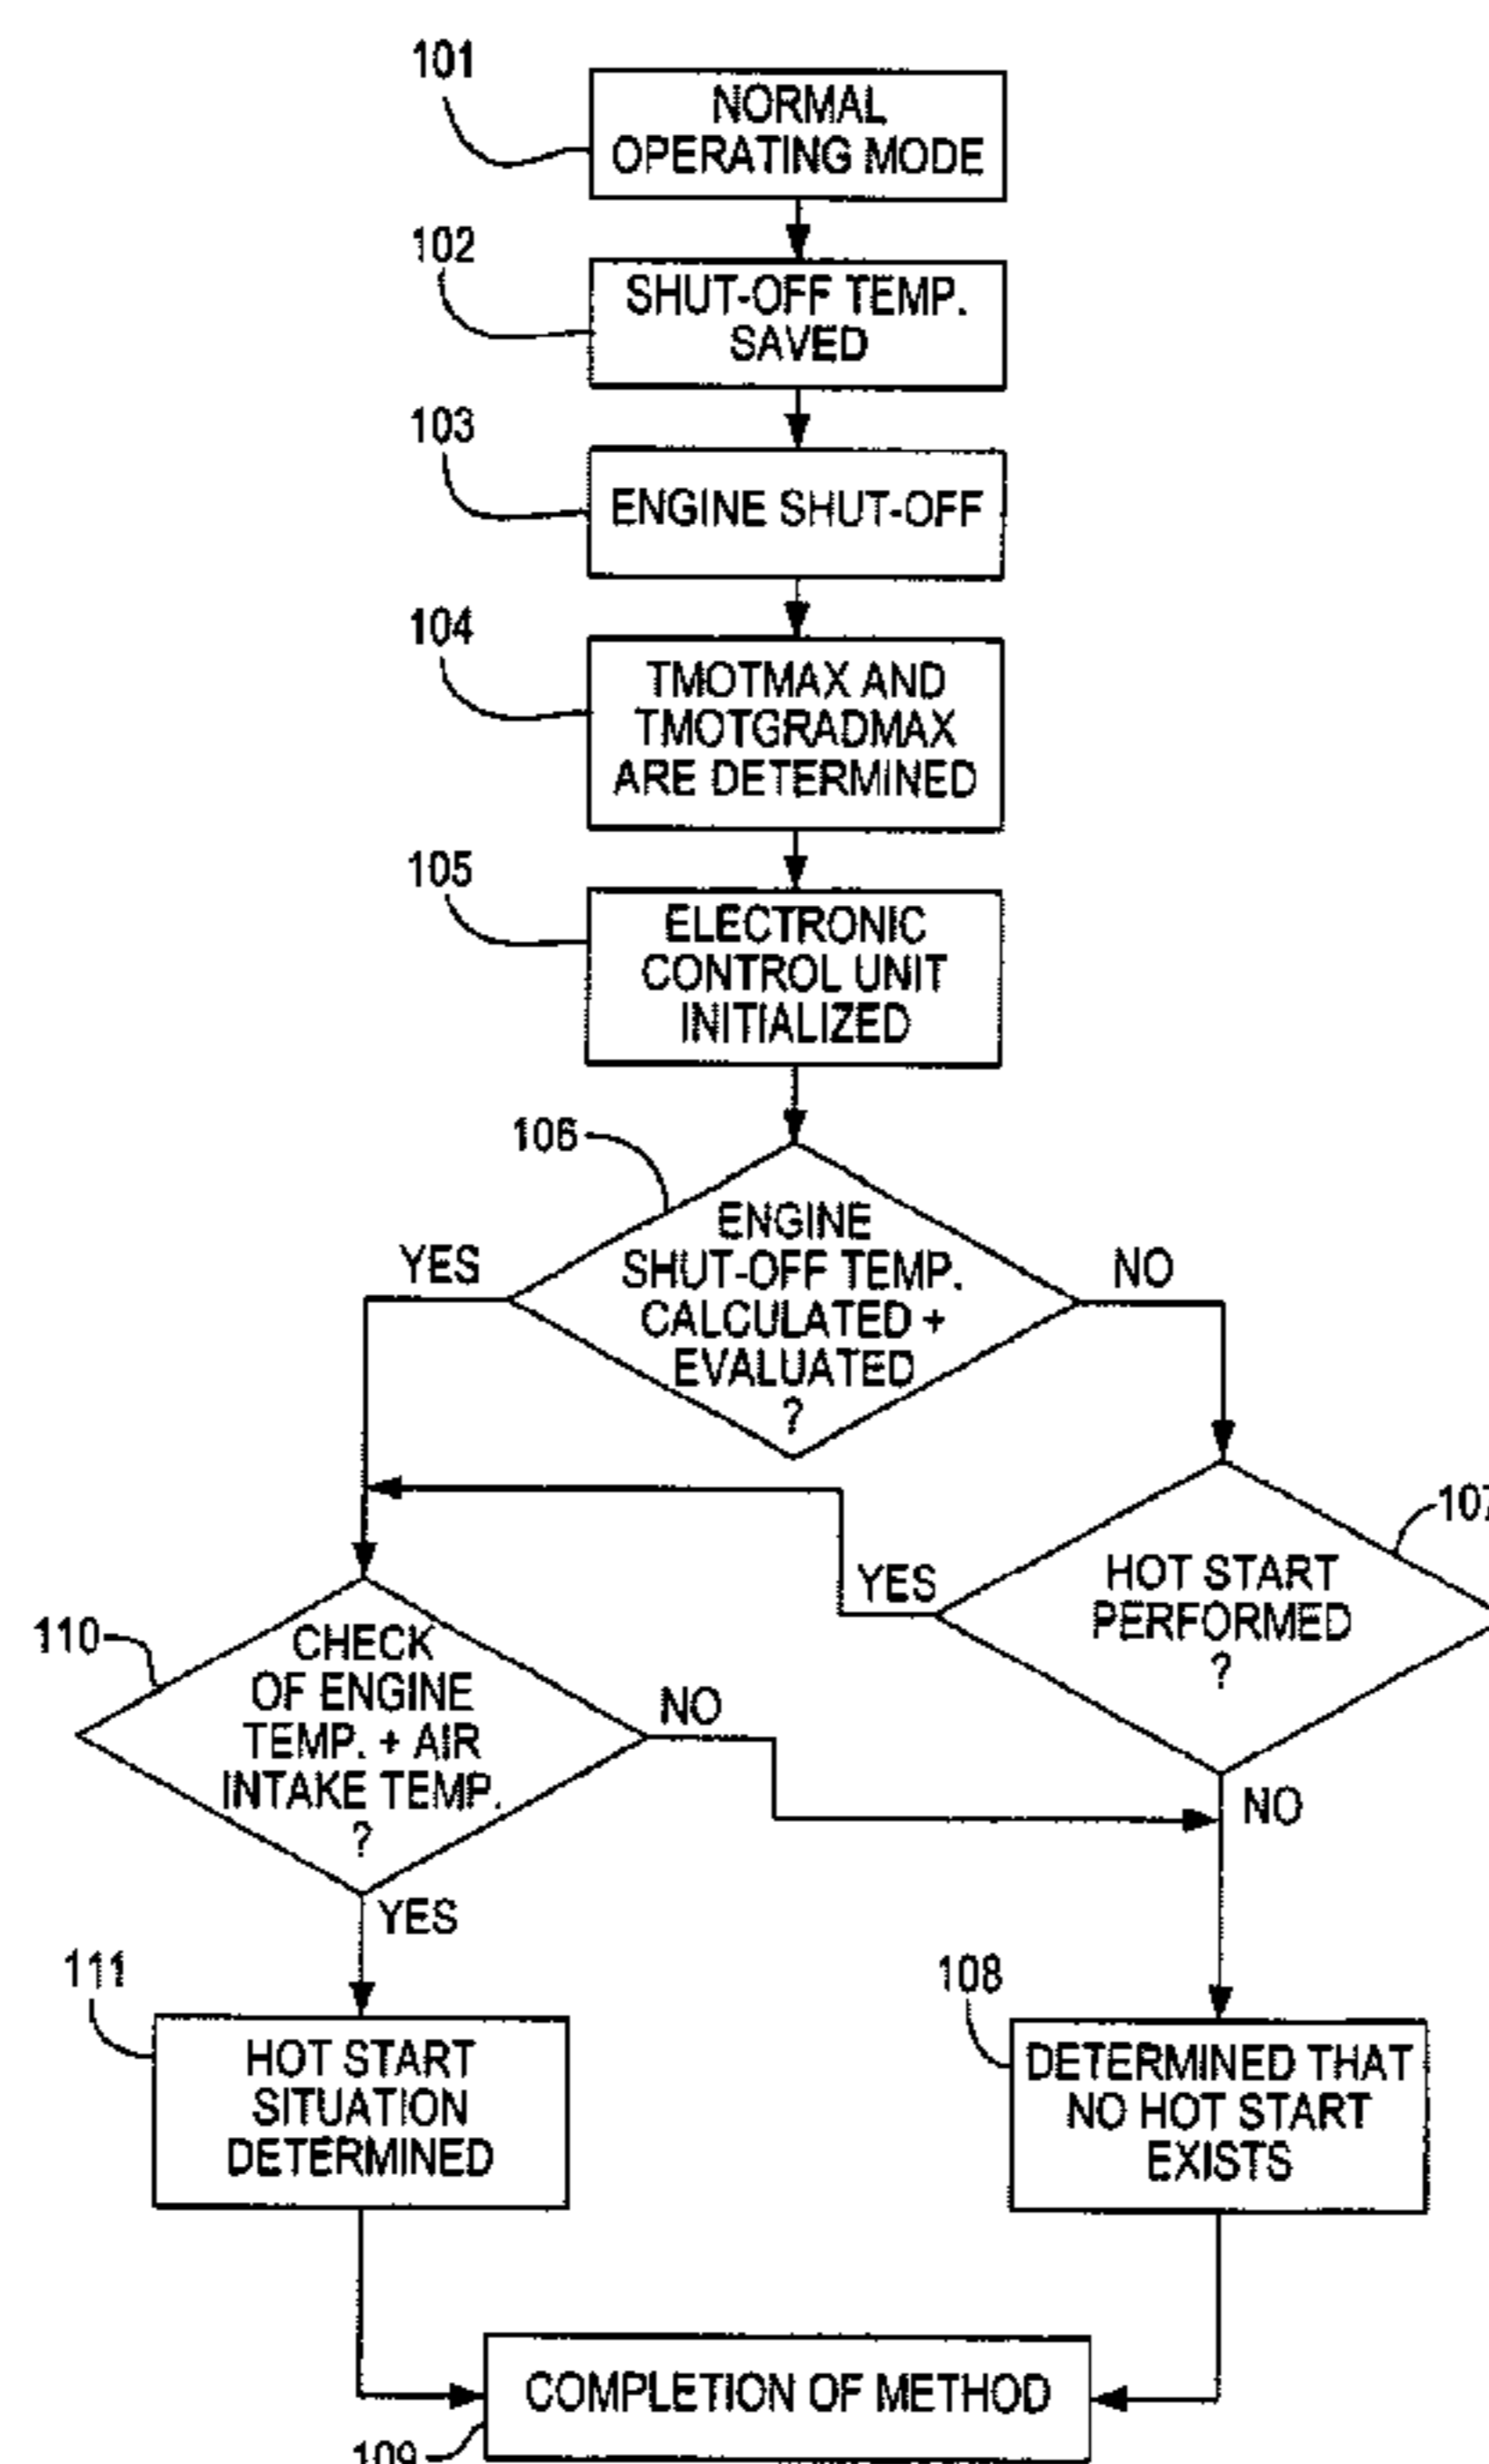 101
NORMAL
OPERATING MODE
102
SHUT-OFF TEMP.
SAVED
103
ENGINE SHUT-OFF
104
TMOTMAX AND
TMOTGRADMAX
ARE DETERMINED
105
ELECTRONIC
CONTROL UNIT
INITIALIZED
106
ENGINE
SHUT-OFF TEMP.
CALCULATED +
EVALUATED
?
YES
NO
107
HOT START
PERFORMED
?
YES
NO
110
CHECK
OF ENGINE
TEMP. + AIR
INTAKE TEMP.
?
NO
YES
111
HOT START
SITUATION
DETERMINED
108
DETERMINED THAT
NO HOT START
EXISTS
COMPLETION OF METHOD
109